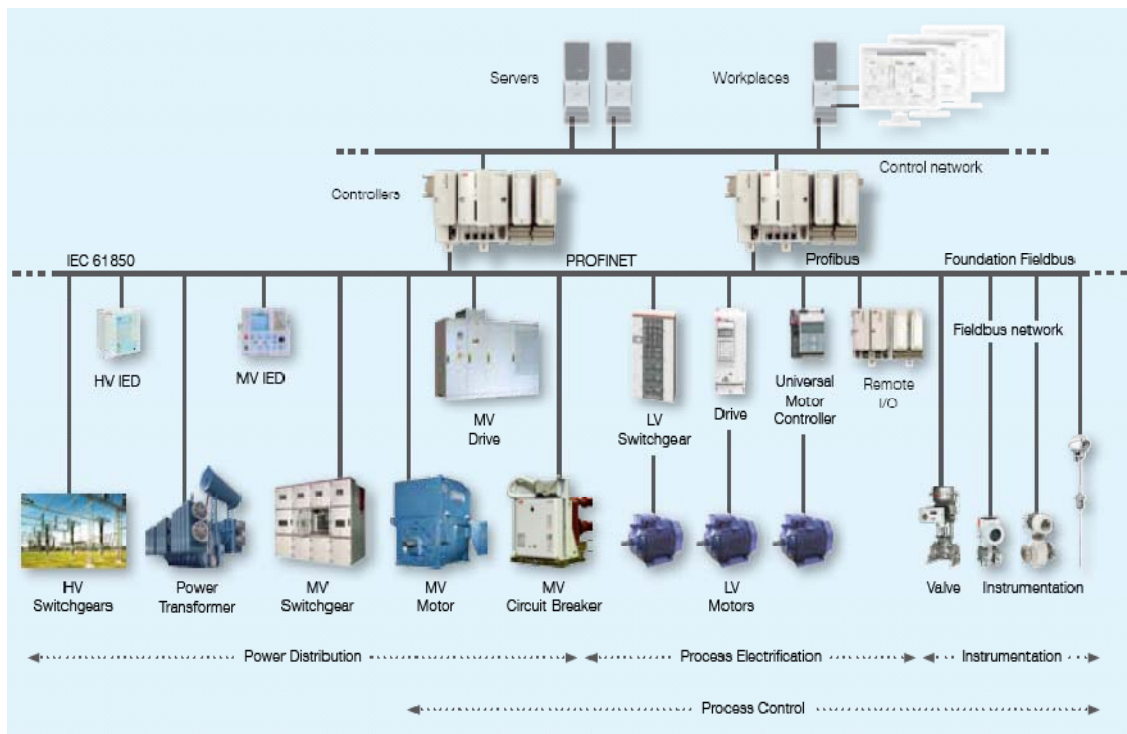 Servers
Workplaces
Control network
Controllers
IEC 61850
PROFINET
Profibus
Foundation Fieldbus
Fieldbus network
HV IED
MV IED
MV
Drive
LV
Switchgear
Drive
Universal
Motor
Controller
Remote
I/O
HV
Switchgears
Power
Transformer
MV
Switchgear
MV
Motor
MV
Circuit Breaker
LV
Motors
Valve
Instrumentation
Power Distribution
Process Electrification
Instrumentation
Process Control